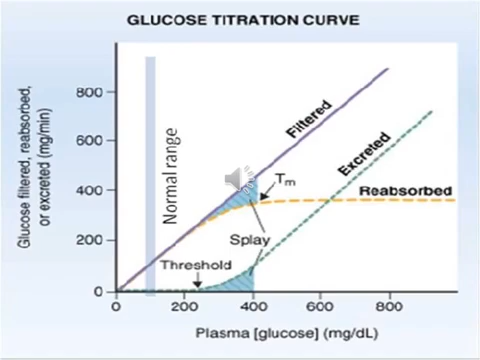 GLUCOSE TITRATION CURVE
Glucose filtered, reabsorbed,
or excreted (mg/min)
800
600
400
200
0
Normal range
Filtered
Excreted
Tm
Reabsorbed
Splay
Threshold
0
200
400
600
800
Plasma [glucose] (mg/dL)